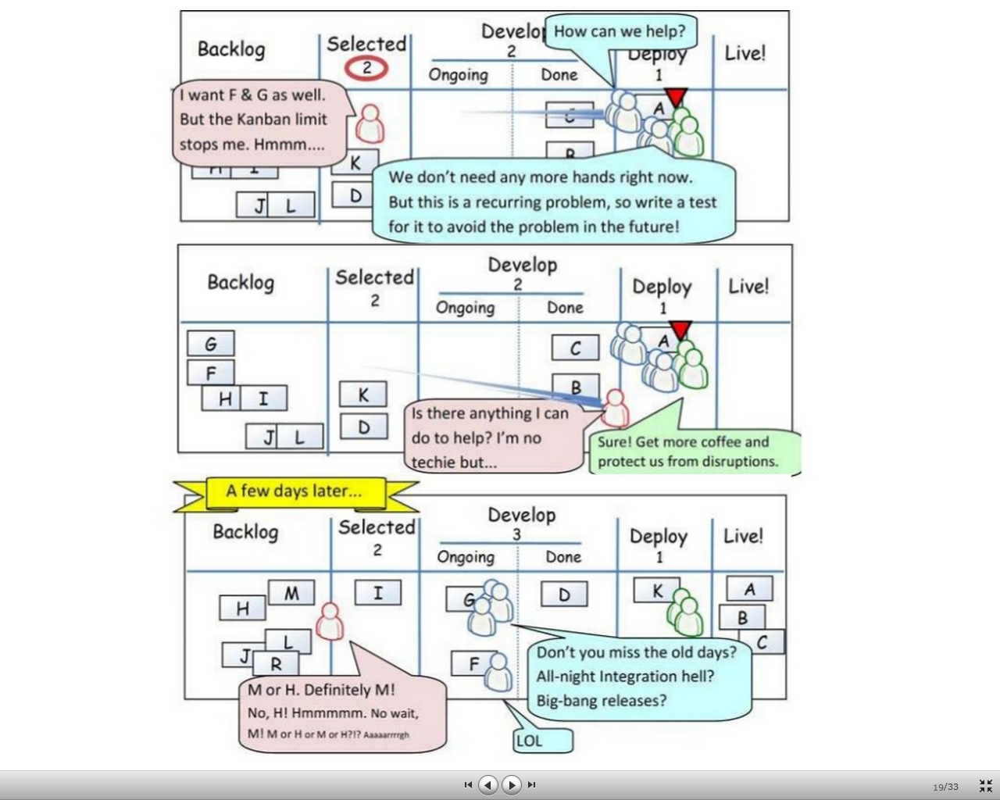 How can we help?
Backlog
Selected
2
Develop
2
Ongoing
Done
Deploy
1
Live!
I want F & G as well.
But the Kanban limit
stops me. Hmmm....
A
C
B
H I
K
J L
D
We don't need any more hands right now.
But this is a recurring problem, so write a test
for it to avoid the problem in the future!
Backlog
Selected
2
Develop
2
Ongoing
Done
Deploy
1
Live!
G
F
H I
J L
K
D
C
B
A
Is there anything I can
do to help? I'm no
techie but...
Sure! Get more coffee and
protect us from disruptions.
A few days later...
Backlog
Selected
2
Develop
3
Ongoing
Done
Deploy
1
Live!
M
H
L
J
R
I
G
F
D
K
A
B
C
M or H. Definitely M!
No, H! Hmmmmm. No wait,
M! M or H or M or H?!? Aaaaarrrrgh
Don't you miss the old days?
All-night Integration hell?
Big-bang releases?
LOL
19/33